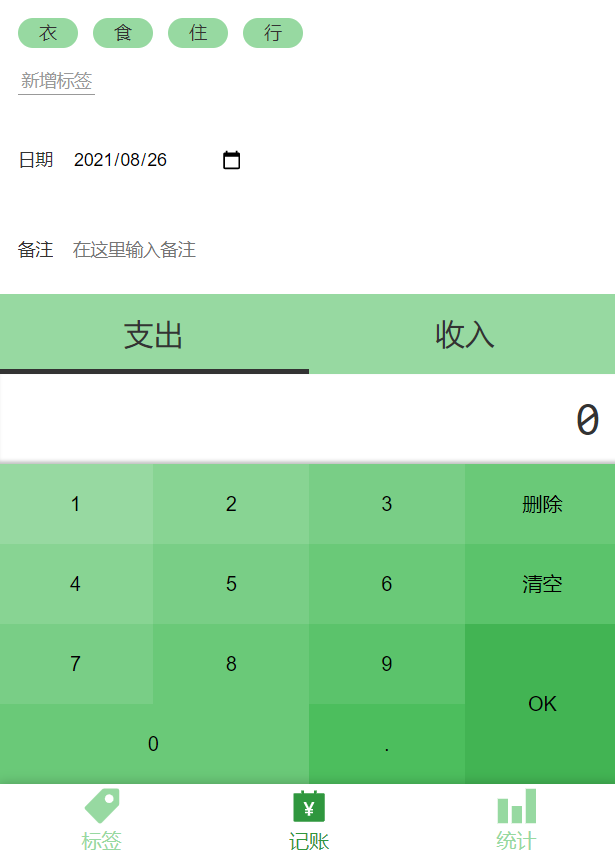 衣 食 住 行
新增标签
日期 2021/08/26
备注 在这里输入备注
支出 收入
0
1 2 3 删除
4 5 6 清空
7 8 9
OK
0 .
¥
标签 记账 统计